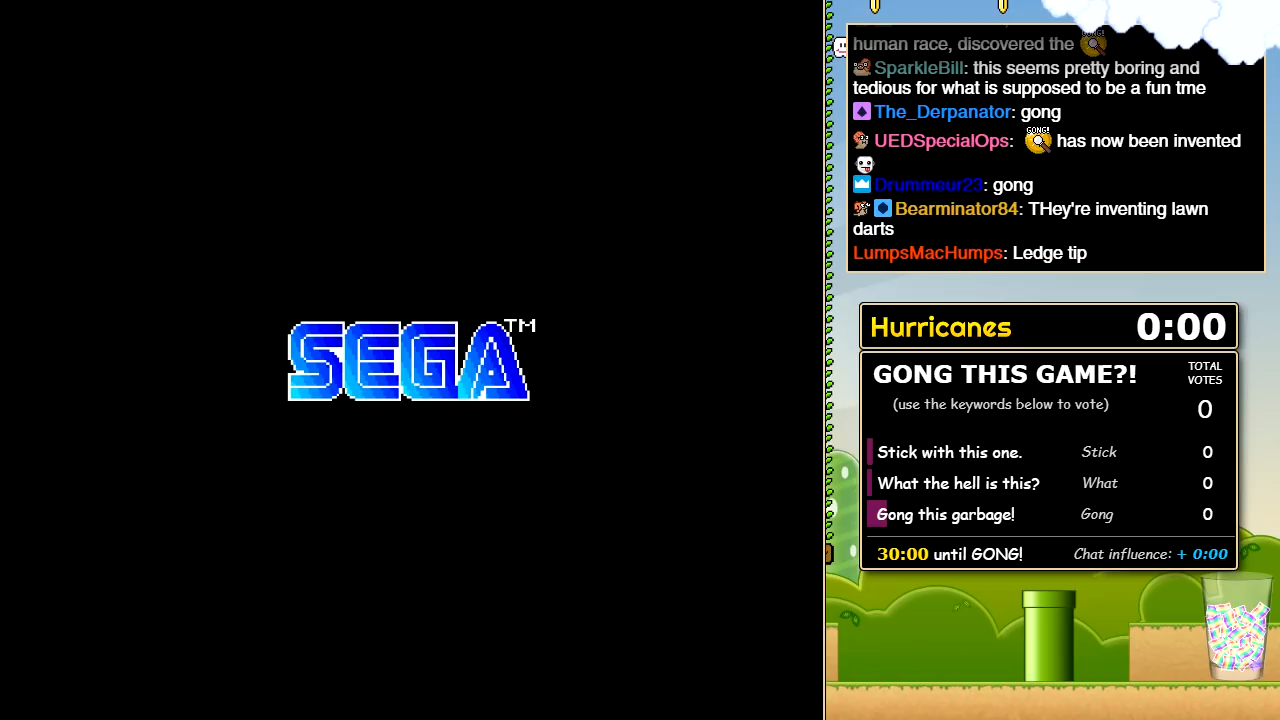 SEGA™
human race, discovered the GONG!
SparkleBill: this seems pretty boring and
tedious for what is supposed to be a fun tme
The_Derpanator: gong
UEDSpecialOps: GONG! has now been invented
Drummeur23: gong
Bearminator84: THey're inventing lawn
darts
LumpsMacHumps: Ledge tip
Hurricanes 0:00
GONG THIS GAME?! TOTAL VOTES
(use the keywords below to vote) 0
Stick with this one. Stick 0
What the hell is this? What 0
Gong this garbage! Gong 0
30:00 until GONG! Chat influence: + 0:00